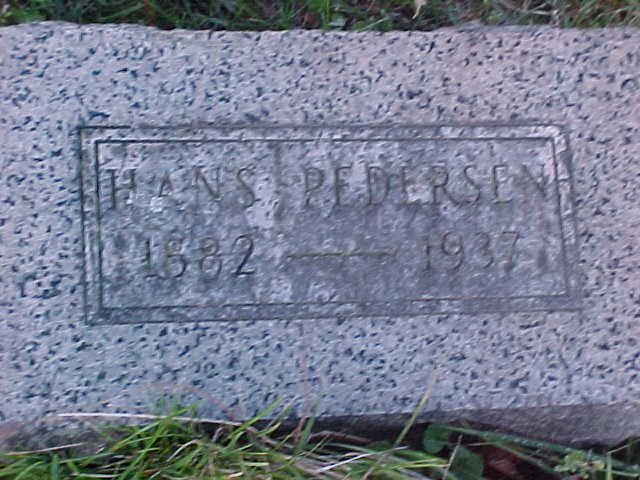 HANS PEDERSEN
1882 — 1937